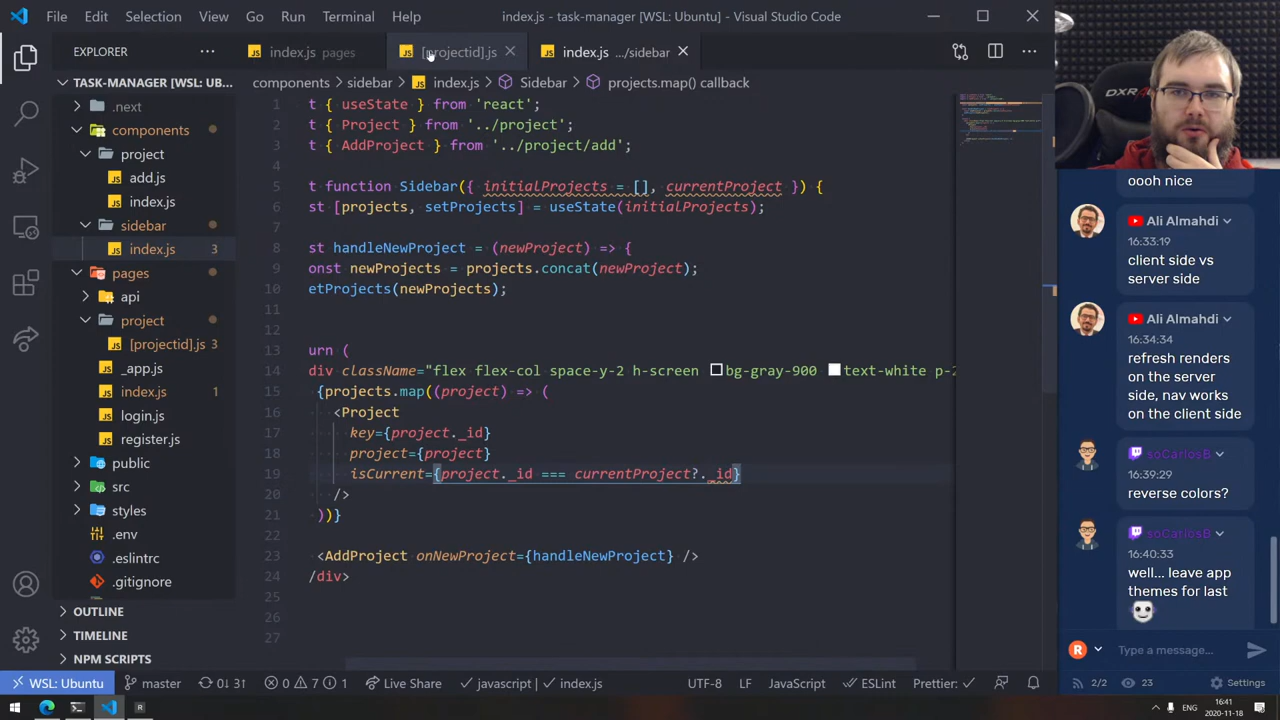 File Edit Selection View Go Run Terminal Help
index.js - task-manager [WSL: Ubuntu] - Visual Studio Code
EXPLORER
index.js pages
[projectid].js
index.js .../sidebar
TASK-MANAGER [WSL: UB...
components > sidebar > index.js > Sidebar > projects.map() callback
.next
components
project
add.js
index.js
sidebar
index.js 3
pages
api
project
[projectid].js 3
_app.js
index.js 1
login.js
register.js
public
src
styles
.env
.eslintrc
.gitignore
OUTLINE
TIMELINE
NPM SCRIPTS
t { useState } from 'react';
t { Project } from '../project';
3 t { AddProject } from '../project/add';
5 t function Sidebar({ initialProjects = [], currentProject }) {
6 st [projects, setProjects] = useState(initialProjects);
7
8 st handleNewProject = (newProject) => {
9 onst newProjects = projects.concat(newProject);
10 etProjects(newProjects);
11
12
13 urn (
14 div className="flex flex-col space-y-2 h-screen bg-gray-900 text-white p-2
15 {projects.map((project) => (
16 <Project
17 key={project._id}
18 project={project}
19 isCurrent={project._id === currentProject?._id}
20 />
21 ))}
22
23 <AddProject onNewProject={handleNewProject} />
24 /div>
25
26
27
DXRA
oooh nice
Ali Almahdi
16:33:19
client side vs
server side
Ali Almahdi
16:34:34
refresh renders
on the server
side, nav works
on the client side
soCarlosB
16:39:29
reverse colors?
soCarlosB
16:40:33
well... leave app
themes for last
R
Type a message...
2/2 23 Settings
WSL: Ubuntu master 0↓ 3↑ 0 7 1 Live Share javascript | index.js UTF-8 LF JavaScript ESLint Prettier:
R
ENG
16:41
2020-11-18